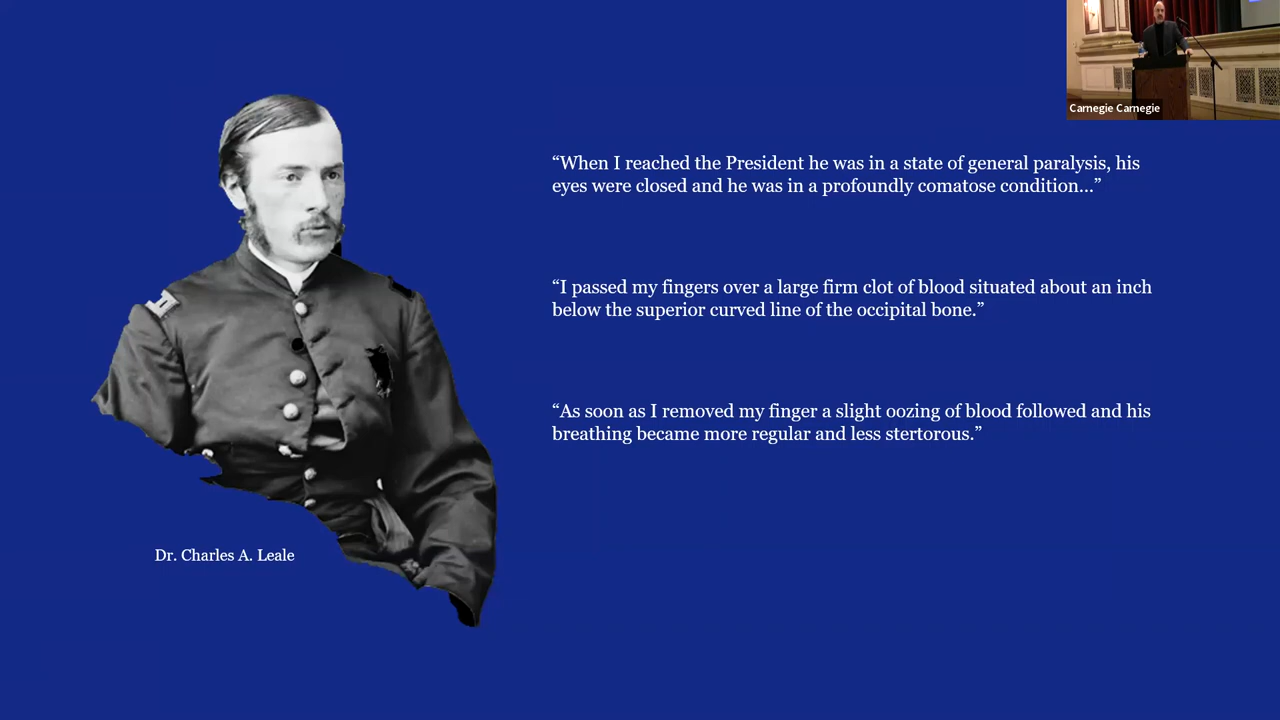 Carnegie Carnegie
“When I reached the President he was in a state of general paralysis, his
eyes were closed and he was in a profoundly comatose condition...”
“I passed my fingers over a large firm clot of blood situated about an inch
below the superior curved line of the occipital bone.”
“As soon as I removed my finger a slight oozing of blood followed and his
breathing became more regular and less stertorous.”
Dr. Charles A. Leale